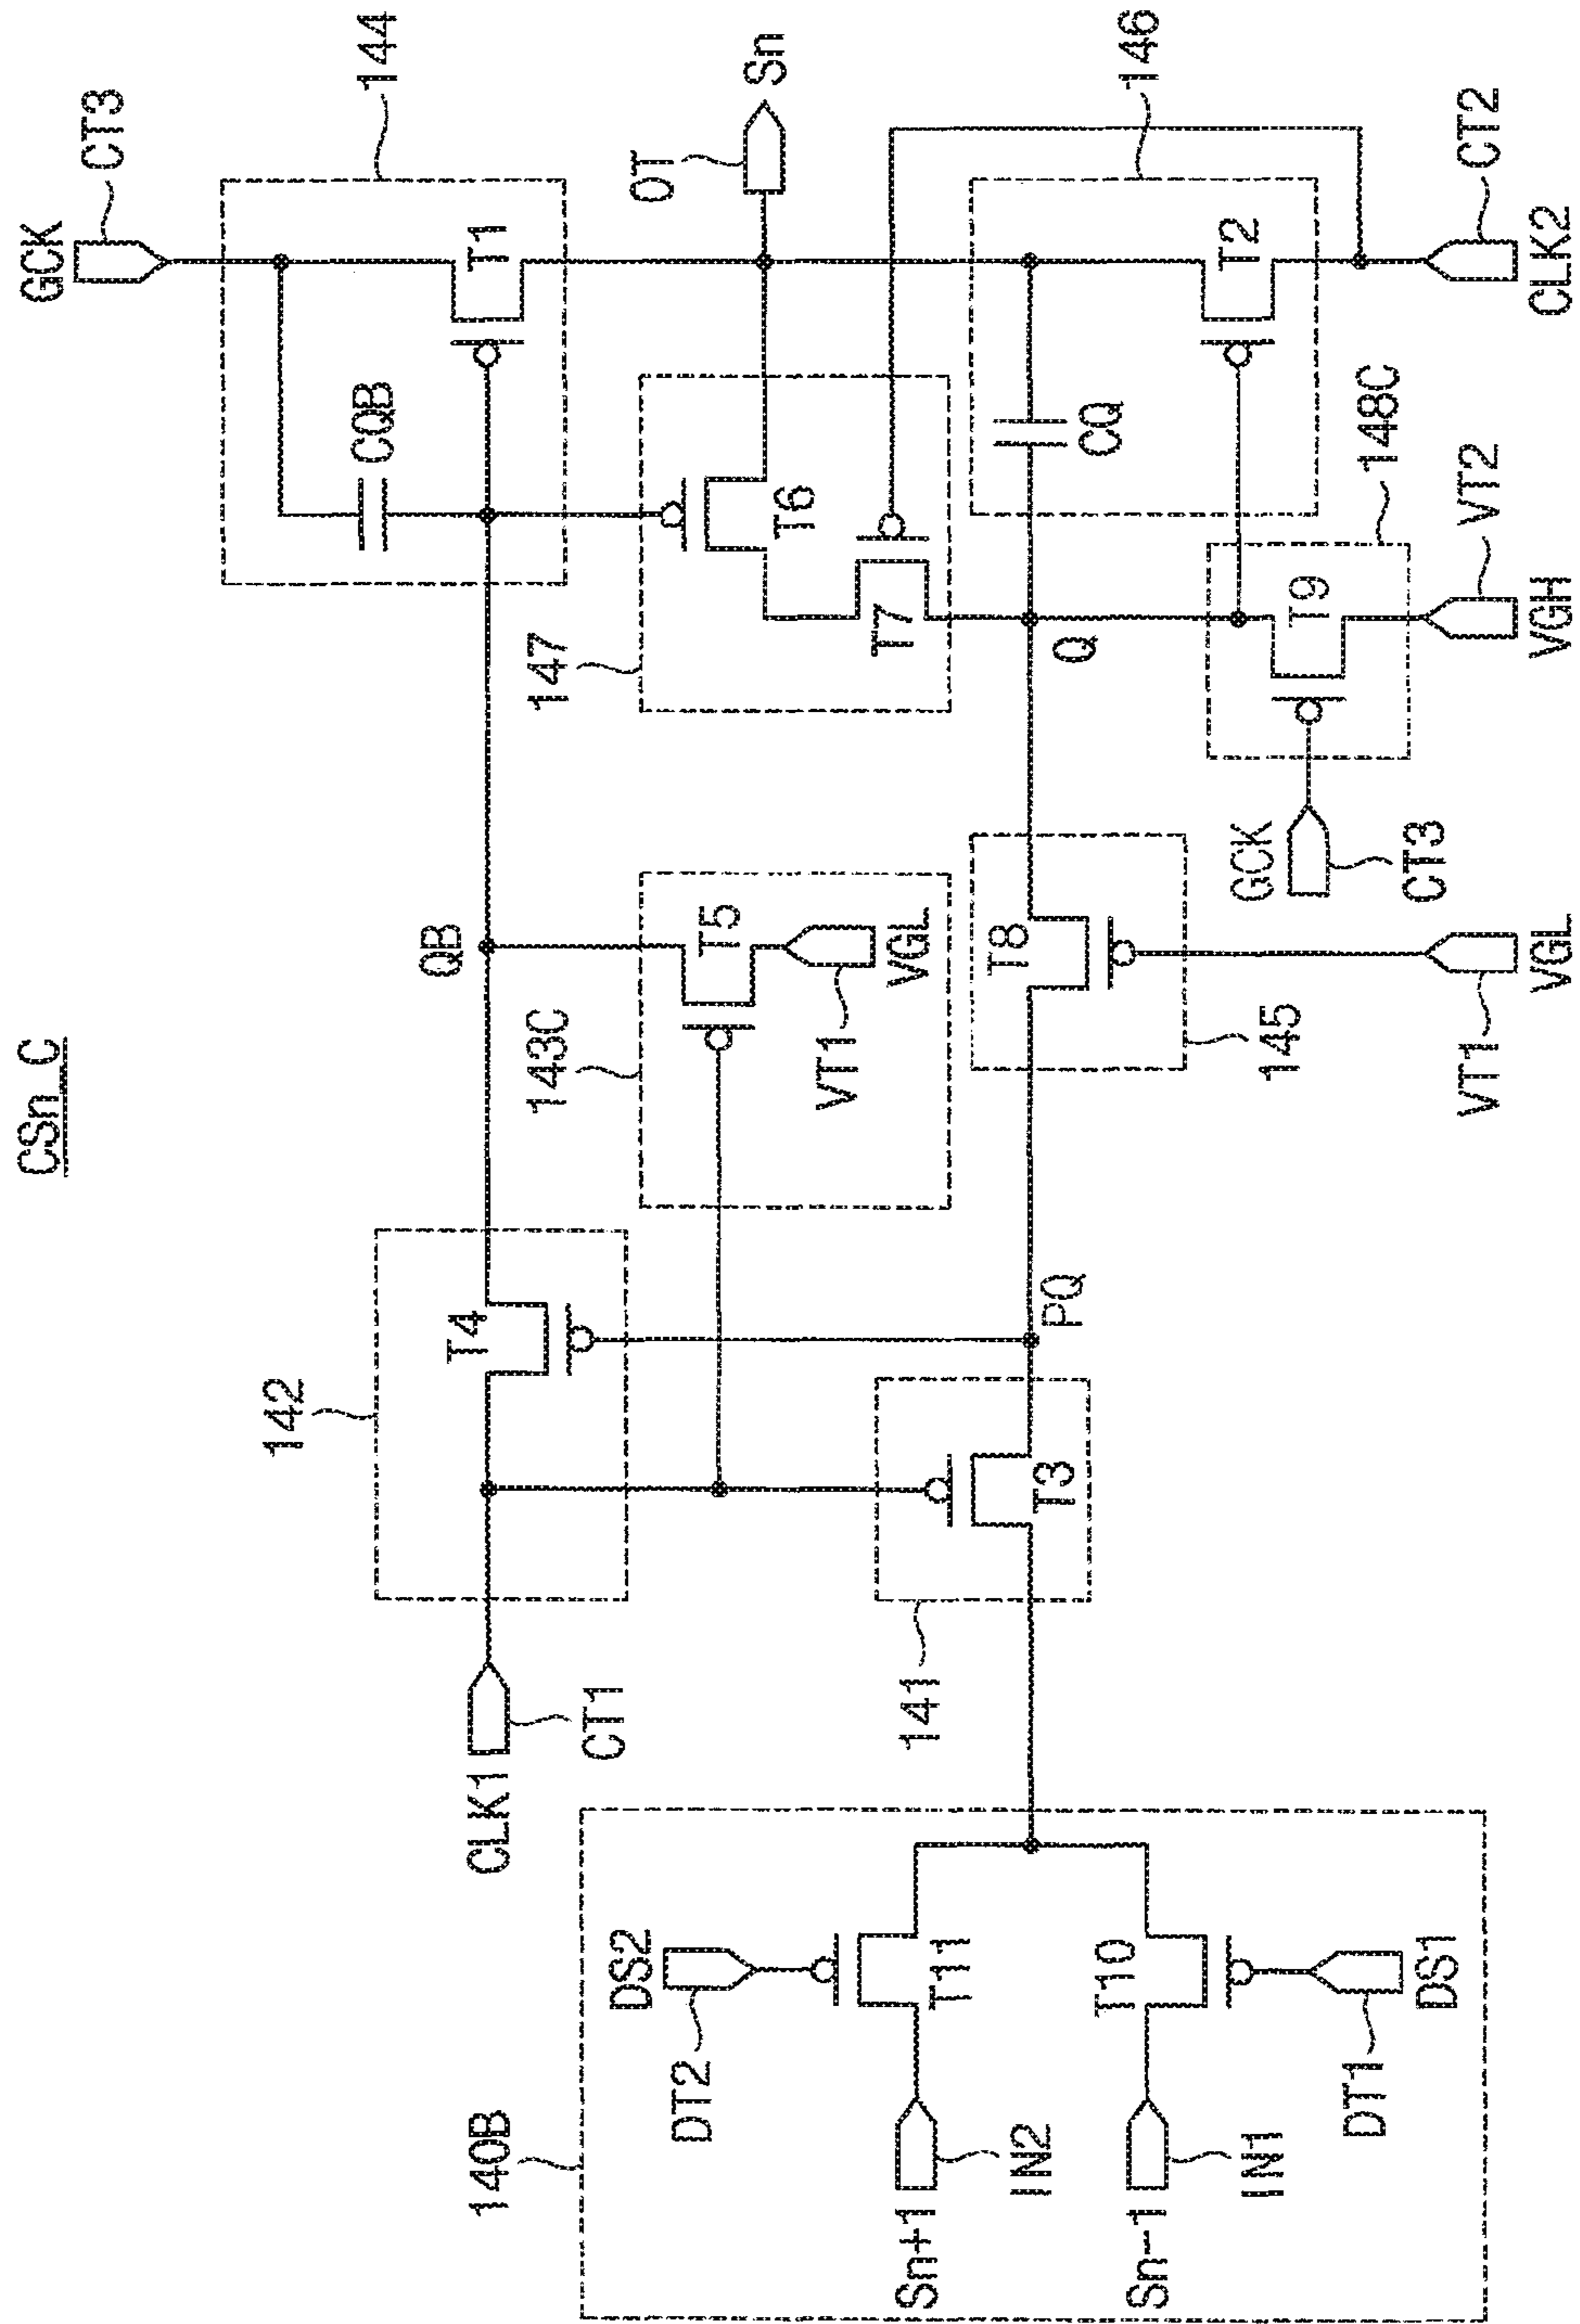 CSn_C
GCK
CT3
144
CQB
T1
OT
Sn
QB
142
T4
CLK1
CT1
143C
T5
VT1
VGL
147
T6
T7
146
CQ
T2
CT2
CLK2
Q
148C
T9
VT2
VGH
GCK
CT3
T8
145
VT1
VGL
PQ
141
T3
140B
DS2
DT2
T11
Sn+1
IN2
T10
Sn-1
IN1
DT1
DS1